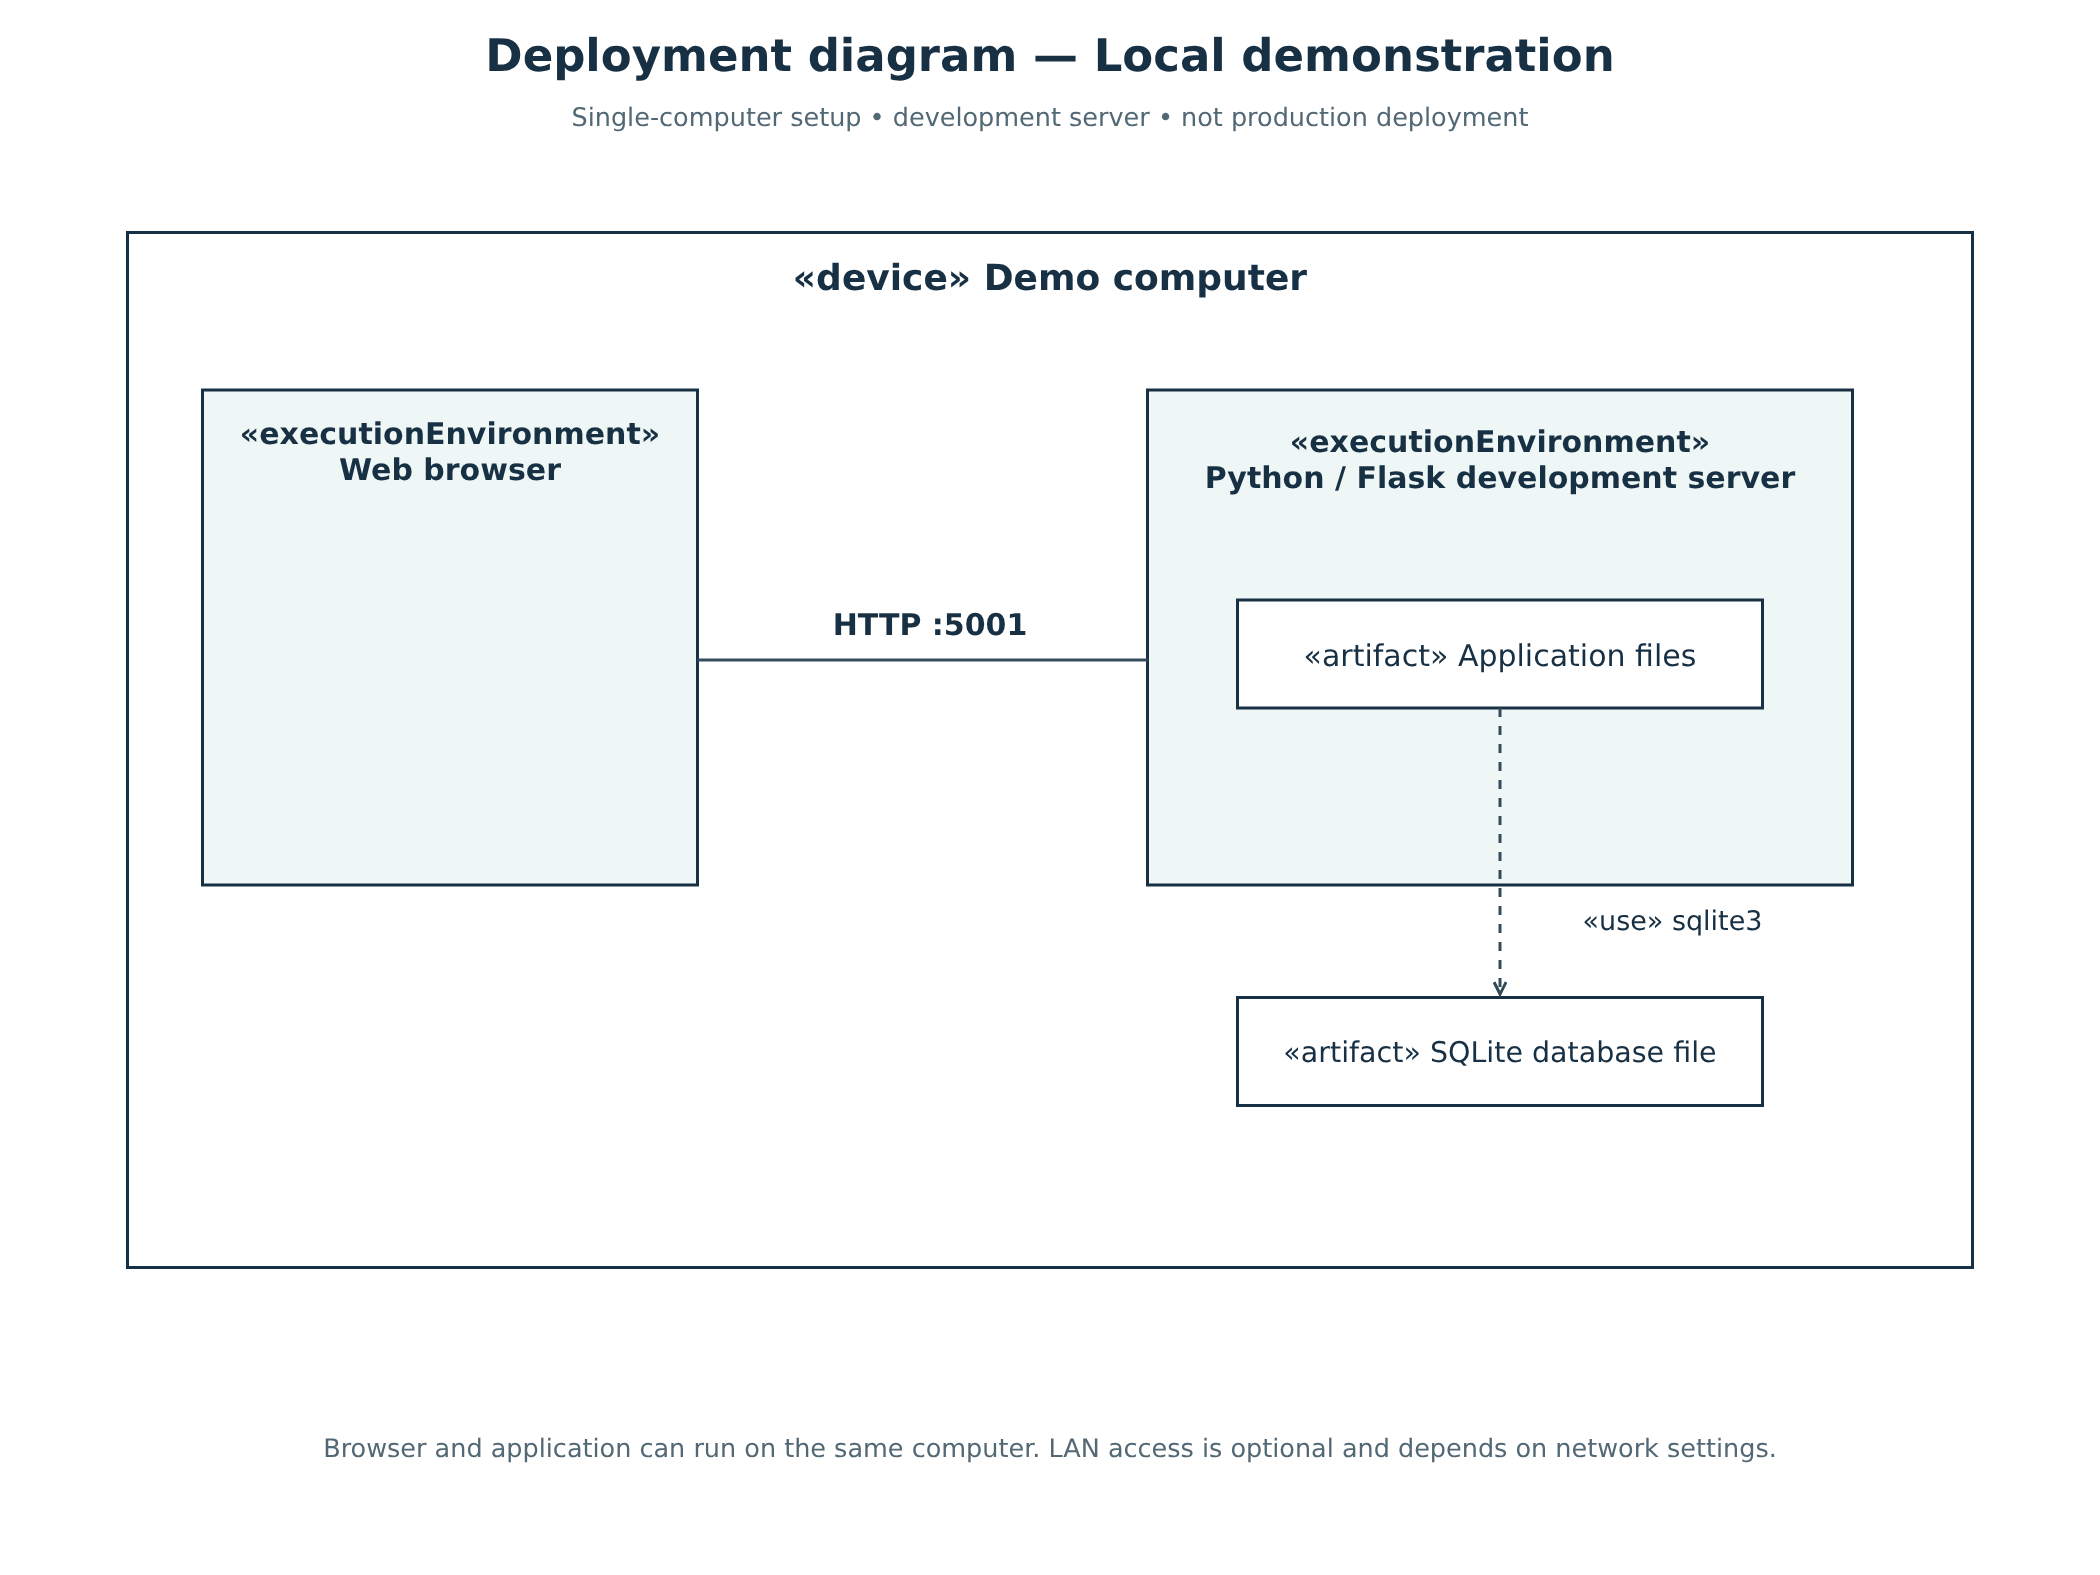 Deployment diagram — Local demonstration
Single-computer setup • development server • not production deployment
«device» Demo computer
«executionEnvironment»
Web browser
«executionEnvironment»
Python / Flask development server
HTTP :5001
«artifact» Application files
«use» sqlite3
«artifact» SQLite database file
Browser and application can run on the same computer. LAN access is optional and depends on network settings.